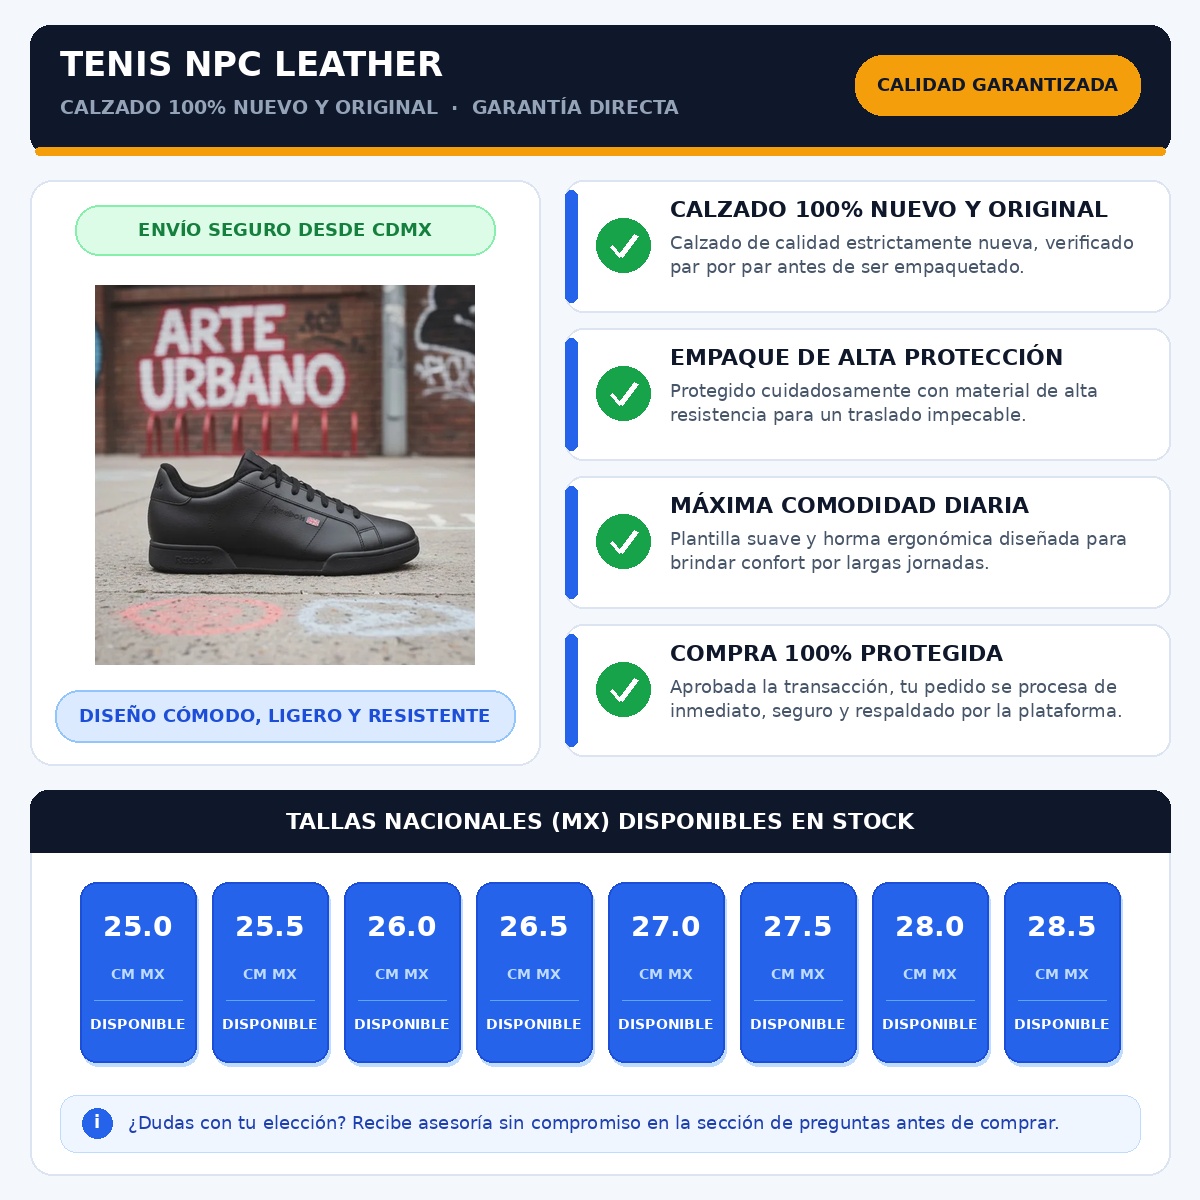 TENIS NPC LEATHER
CALZADO 100% NUEVO Y ORIGINAL · GARANTÍA DIRECTA
CALIDAD GARANTIZADA
ENVÍO SEGURO DESDE CDMX
ARTE
URBANO
Reebok
DISEÑO CÓMODO, LIGERO Y RESISTENTE
CALZADO 100% NUEVO Y ORIGINAL
Calzado de calidad estrictamente nueva, verificado
par por par antes de ser empaquetado.
EMPAQUE DE ALTA PROTECCIÓN
Protegido cuidadosamente con material de alta
resistencia para un traslado impecable.
MÁXIMA COMODIDAD DIARIA
Plantilla suave y horma ergonómica diseñada para
brindar confort por largas jornadas.
COMPRA 100% PROTEGIDA
Aprobada la transacción, tu pedido se procesa de
inmediato, seguro y respaldado por la plataforma.
TALLAS NACIONALES (MX) DISPONIBLES EN STOCK
25.0 25.5 26.0 26.5 27.0 27.5 28.0 28.5
CM MX CM MX CM MX CM MX CM MX CM MX CM MX CM MX
DISPONIBLE DISPONIBLE DISPONIBLE DISPONIBLE DISPONIBLE DISPONIBLE DISPONIBLE DISPONIBLE
i ¿Dudas con tu elección? Recibe asesoría sin compromiso en la sección de preguntas antes de comprar.